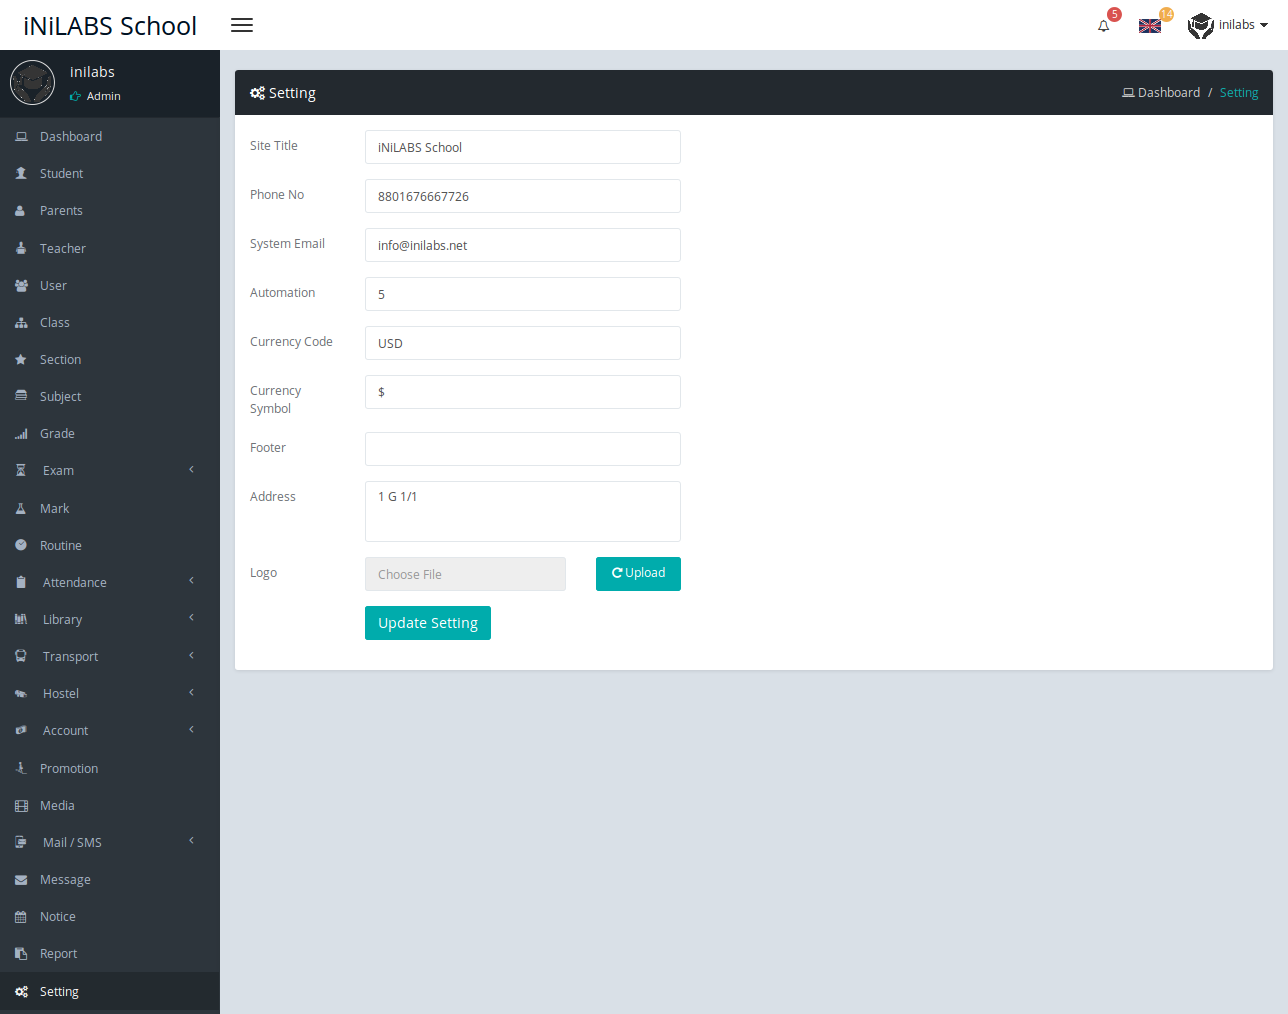 iNiLABS School
5
14
inilabs
inilabs
Admin
Dashboard
Student
Parents
Teacher
User
Class
Section
Subject
Grade
Exam
Mark
Routine
Attendance
Library
Transport
Hostel
Account
Promotion
Media
Mail / SMS
Message
Notice
Report
Setting
Setting
Dashboard / Setting
Site Title
iNiLABS School
Phone No
8801676667726
System Email
info@inilabs.net
Automation
5
Currency Code
USD
Currency
Symbol
$
Footer
Address
1 G 1/1
Logo
Choose File
Upload
Update Setting